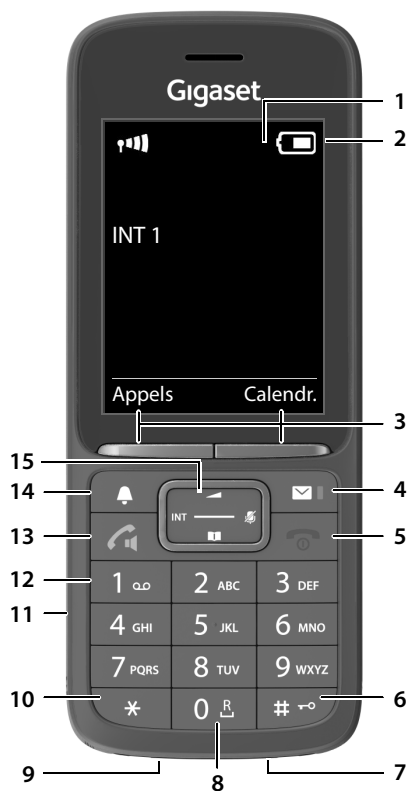 Gigaset
1
2
INT 1
Appels Calendr.
3
15
14
4
INT
13
5
12
1
2 ABC
3 DEF
11
4 GHI
5 JKL
6 MNO
7 PQRS
8 TUV
9 WXYZ
10
*
0 R
#
6
9
8
7